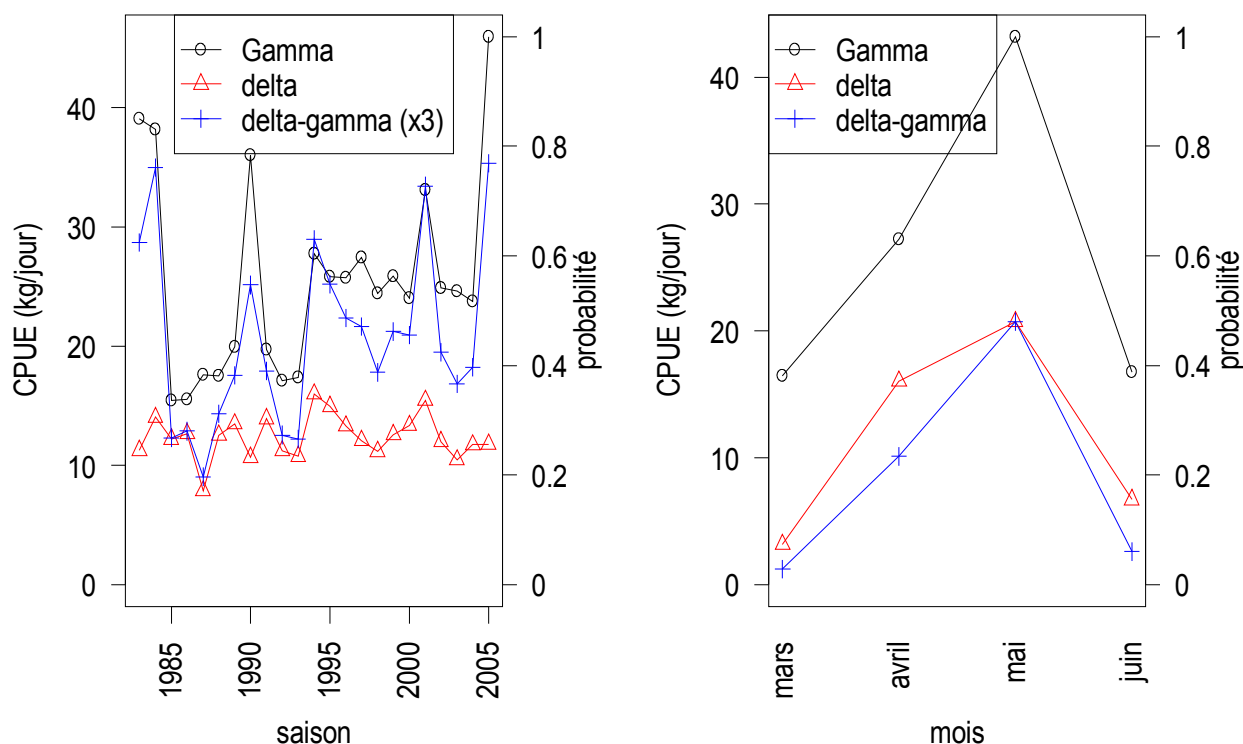 Gamma
delta
delta-gamma (x3)
CPUE (kg/jour)
0
10
20
30
40
probabilité
0
0.2
0.4
0.6
0.8
1
1985
1990
1995
2000
2005
saison
Gamma
delta
delta-gamma
CPUE (kg/jour)
0
10
20
30
40
probabilité
0
0.2
0.4
0.6
0.8
1
mars
avril
mai
juin
mois